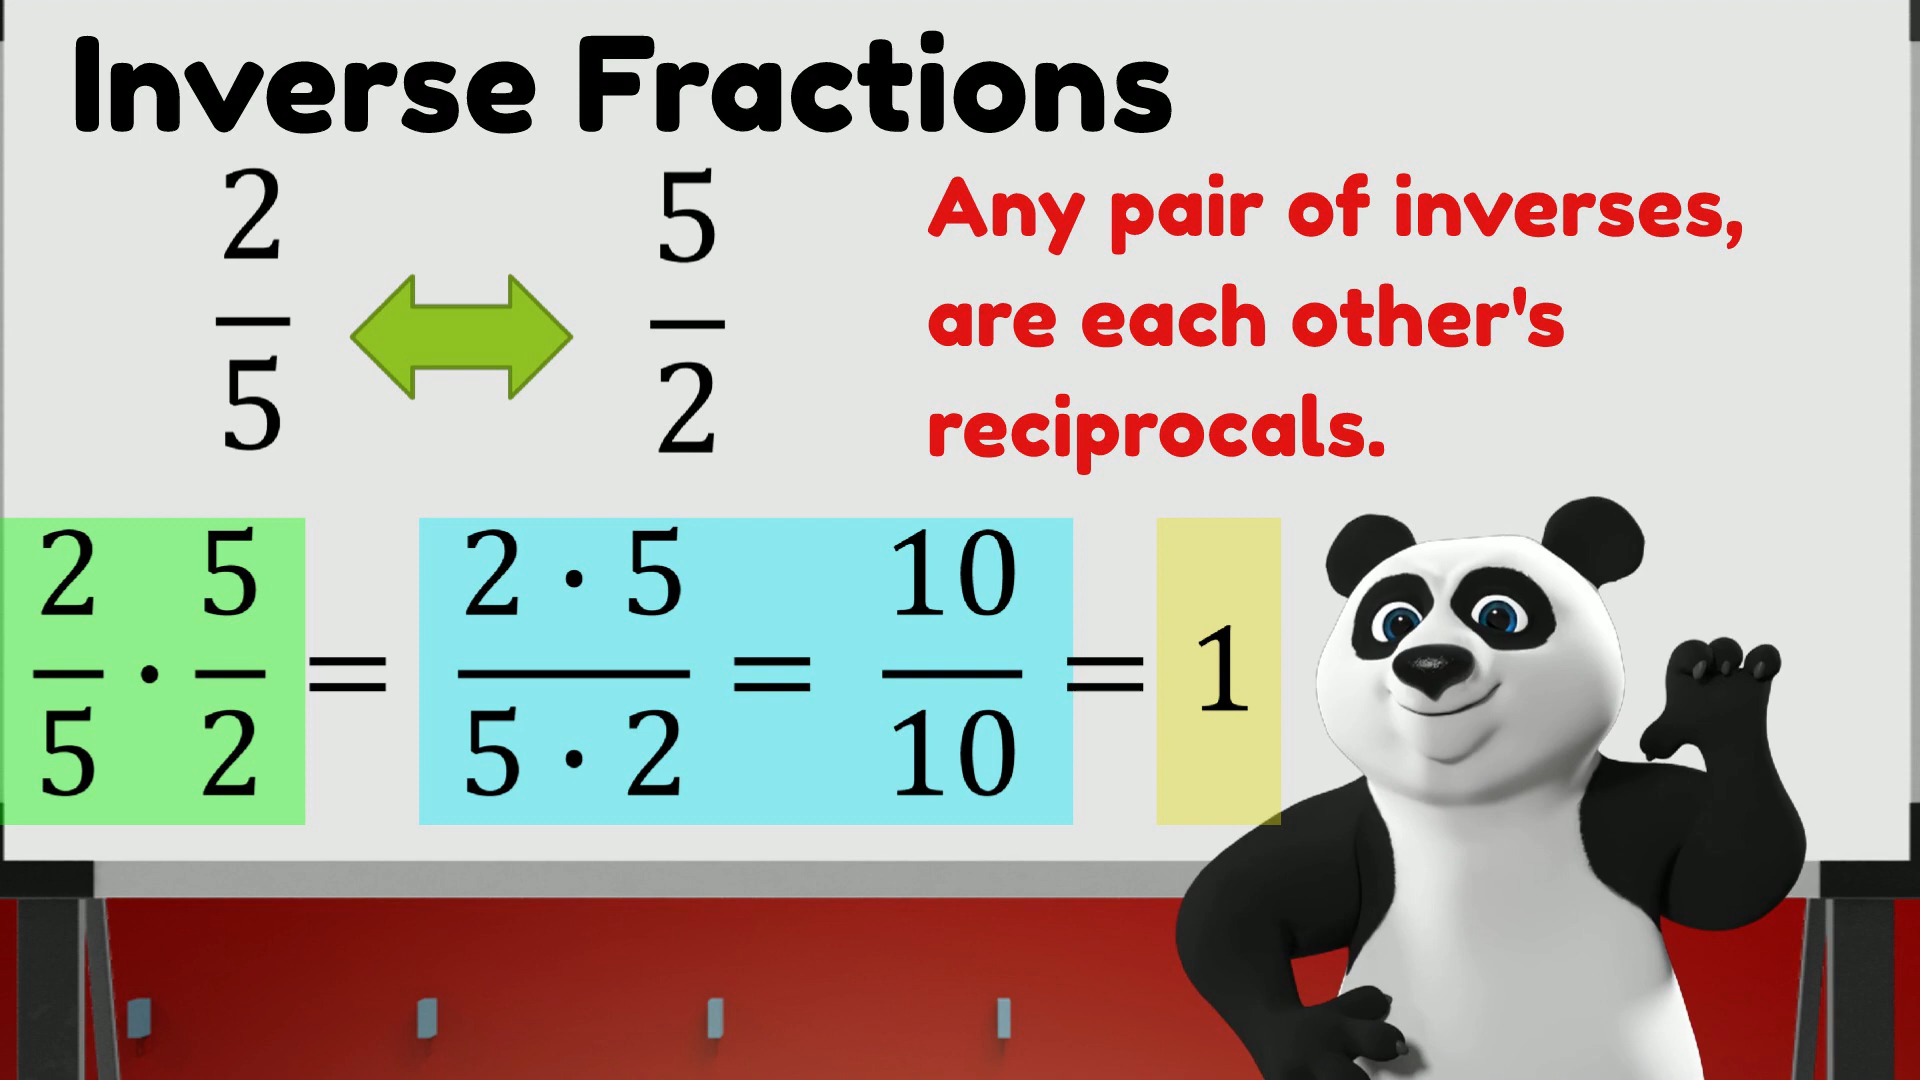 Inverse Fractions
2/5 5/2
Any pair of inverses,
are each other's
reciprocals.
2/5 · 5/2 = 2 · 5/5 · 2 = 10/10 = 1